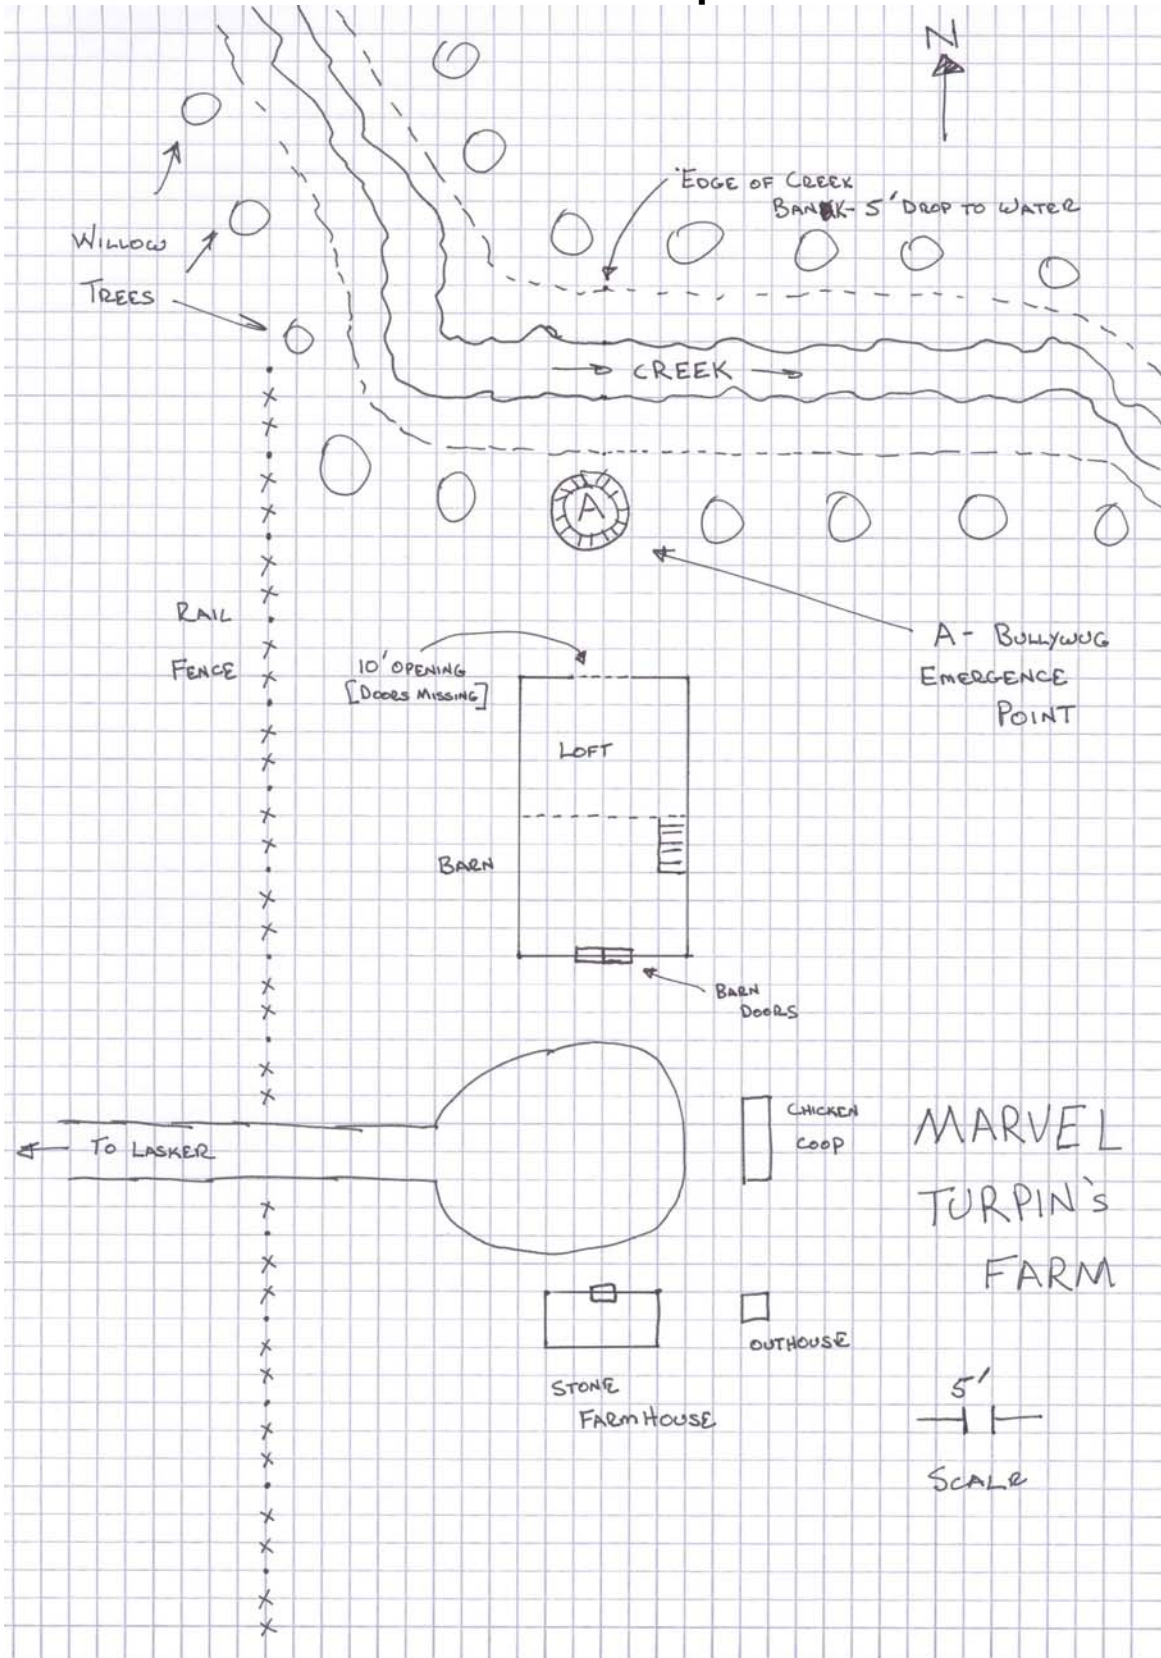 N
EDGE OF CREEK
BANK - 5' DROP TO WATER
WILLOW
TREES
CREEK
A
RAIL
FENCE
10' OPENING
[DOORS MISSING]
A - BULLYWUG
EMERGENCE
POINT
LOFT
BARN
BARN
DOORS
CHICKEN
COOP
TO LASKER
MARVEL
TURPIN'S
FARM
OUTHOUSE
STONE
FARMHOUSE
5'
SCALE